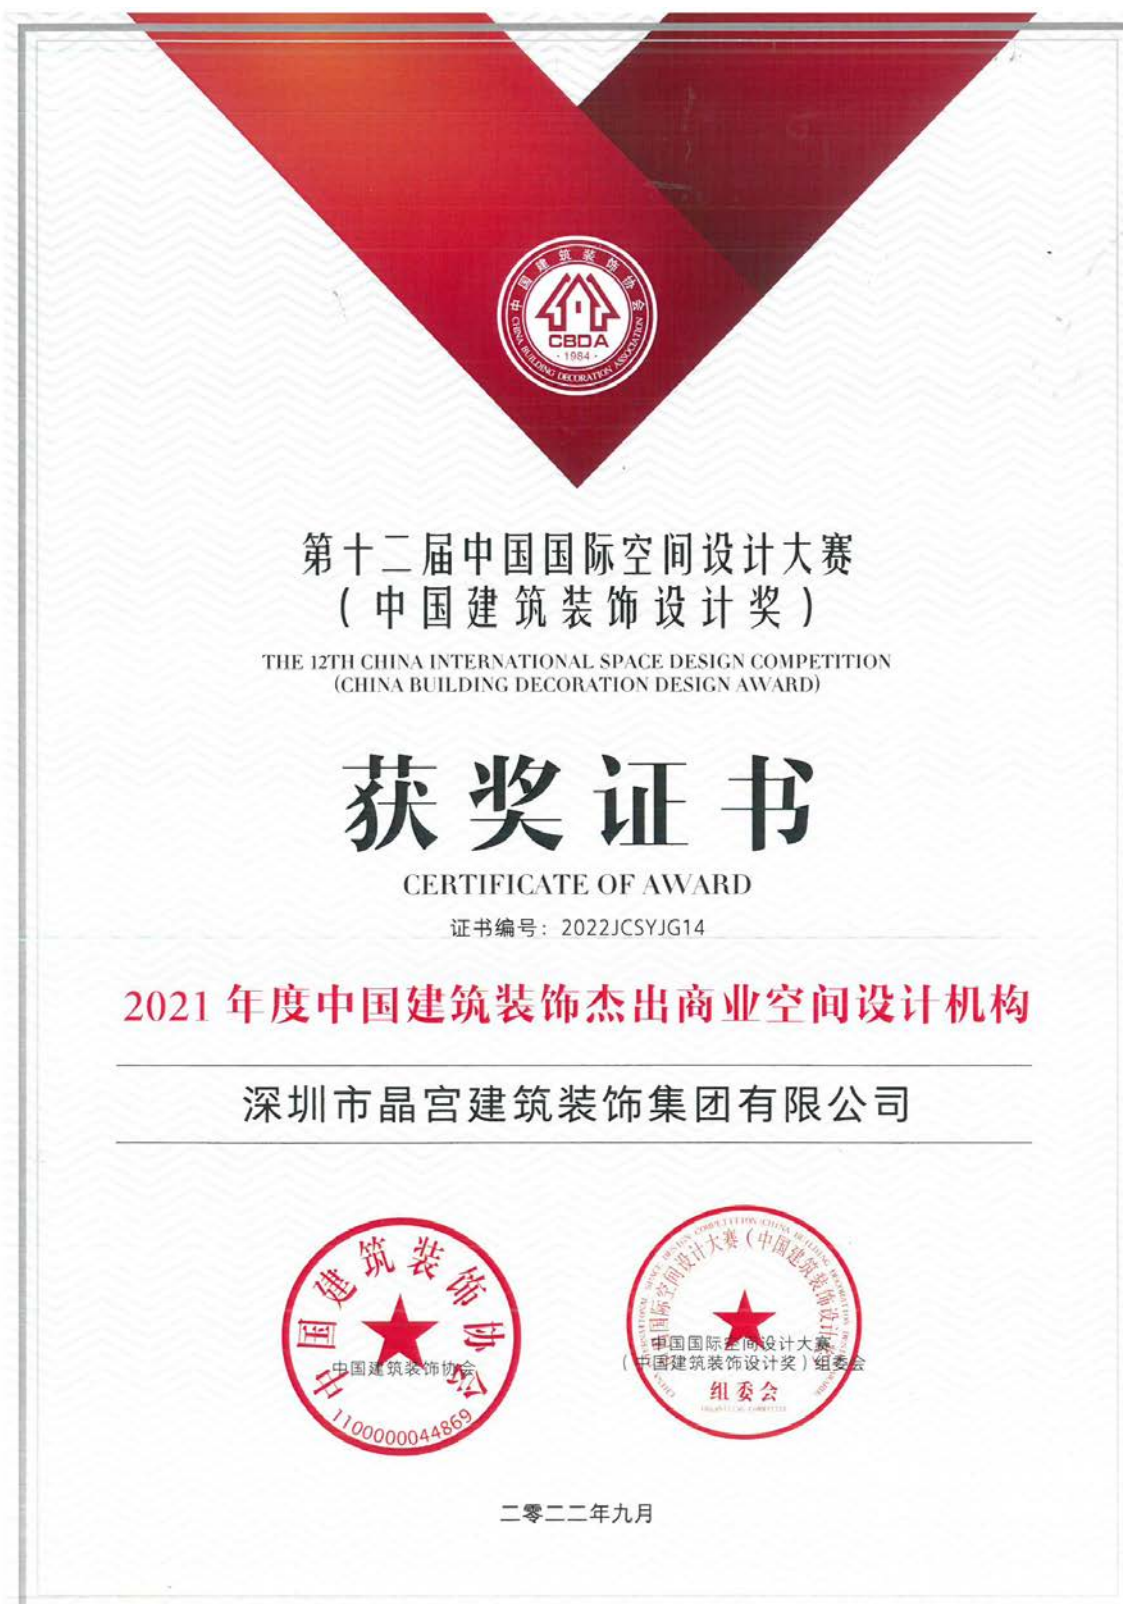 中国建筑装饰协会
CBDA
· 1984 ·
CHINA BUILDING DECORATION ASSOCIATION
第十二届中国国际空间设计大赛
（中国建筑装饰设计奖）
THE 12TH CHINA INTERNATIONAL SPACE DESIGN COMPETITION
(CHINA BUILDING DECORATION DESIGN AWARD)
获奖证书
CERTIFICATE OF AWARD
证书编号：2022JCSYJG14
2021年度中国建筑装饰杰出商业空间设计机构
深圳市晶宫建筑装饰集团有限公司
中国建筑装饰协会
中国建筑装饰协会
1100000044869
中国国际空间设计大赛（中国建筑装饰设计奖）
中国国际空间设计大赛
（中国建筑装饰设计奖）组委会
组委会
二零二二年九月